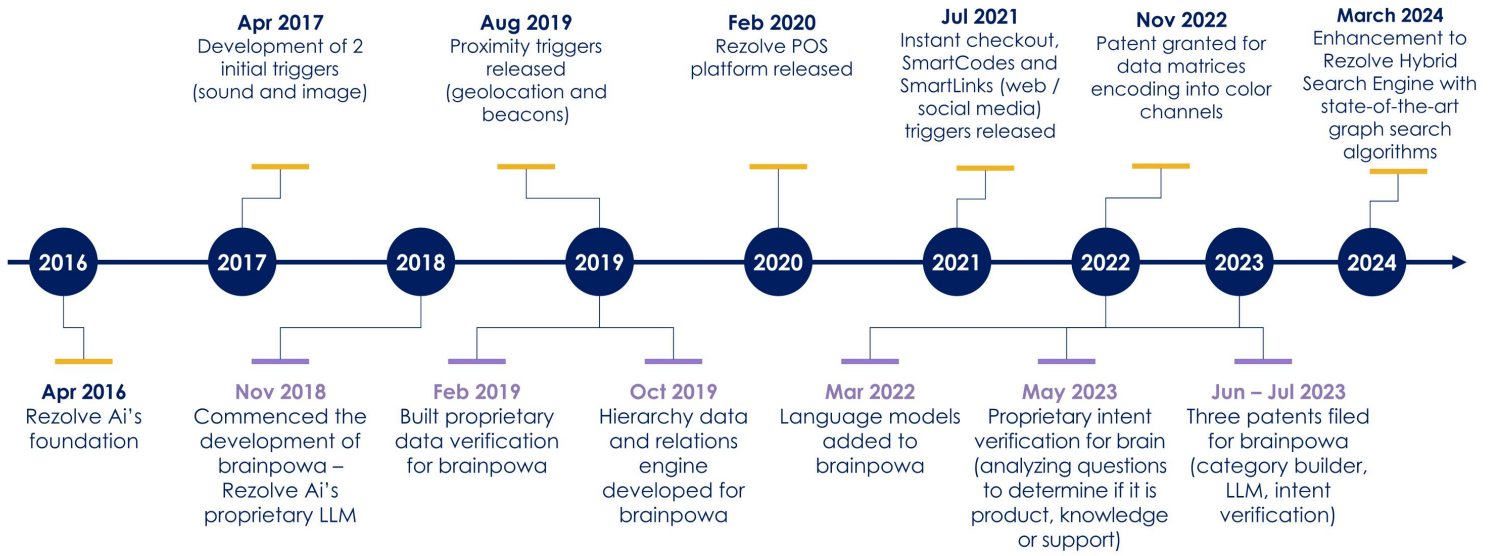 Apr 2017
Development of 2
initial triggers
(sound and image)
Aug 2019
Proximity triggers
released
(geolocation and
beacons)
Feb 2020
Rezolve POS
platform released
Jul 2021
Instant checkout,
SmartCodes and
SmartLinks (web /
social media)
triggers released
Nov 2022
Patent granted for
data matrices
encoding into color
channels
March 2024
Enhancement to
Rezolve Hybrid
Search Engine with
state-of-the-art
graph search
algorithms
2016
2017
2018
2019
2020
2021
2022
2023
2024
Apr 2016
Rezolve Ai’s
foundation
Nov 2018
Commenced the
development of
brainpowa –
Rezolve Ai’s
proprietary LLM
Feb 2019
Built proprietary
data verification
for brainpowa
Oct 2019
Hierarchy data
and relations
engine
developed for
brainpowa
Mar 2022
Language models
added to
brainpowa
May 2023
Proprietary intent
verification for brain
(analyzing questions
to determine if it is
product, knowledge
or support)
Jun – Jul 2023
Three patents filed
for brainpowa
(category builder,
LLM, intent
verification)